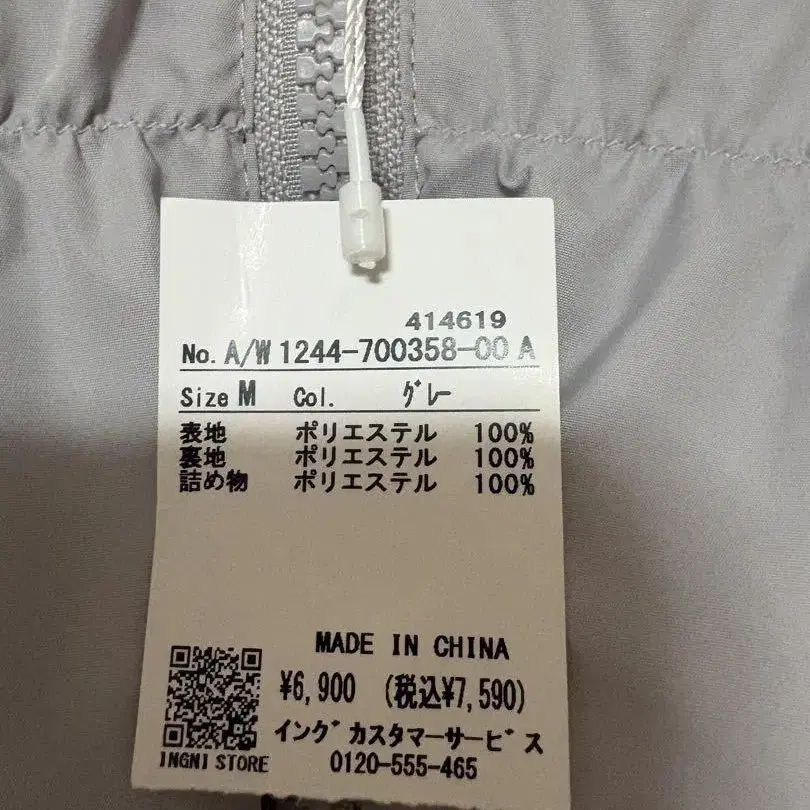 414619
No. A/W 1244-700358-00 A
Size M Col. グレー
表地 ポリエステル 100%
裏地 ポリエステル 100%
詰め物 ポリエステル 100%
MADE IN CHINA
¥6,900 (税込¥7,590)
イング カスタマーサービス
INGNI STORE 0120-555-465